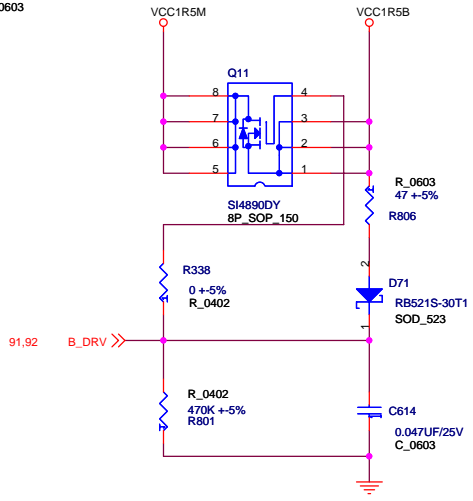 0603
VCC1R5M
VCC1R5B
Q11
8
4
7
3
6
2
5
1
SI4890DY
8P_SOP_150
R_0603
47 +-5%
R806
R338
0 +-5%
R_0402
2
D71
RB521S-30T1
SOD_523
1
91,92
B_DRV
R_0402
470K +-5%
R801
C614
0.047UF/25V
C_0603